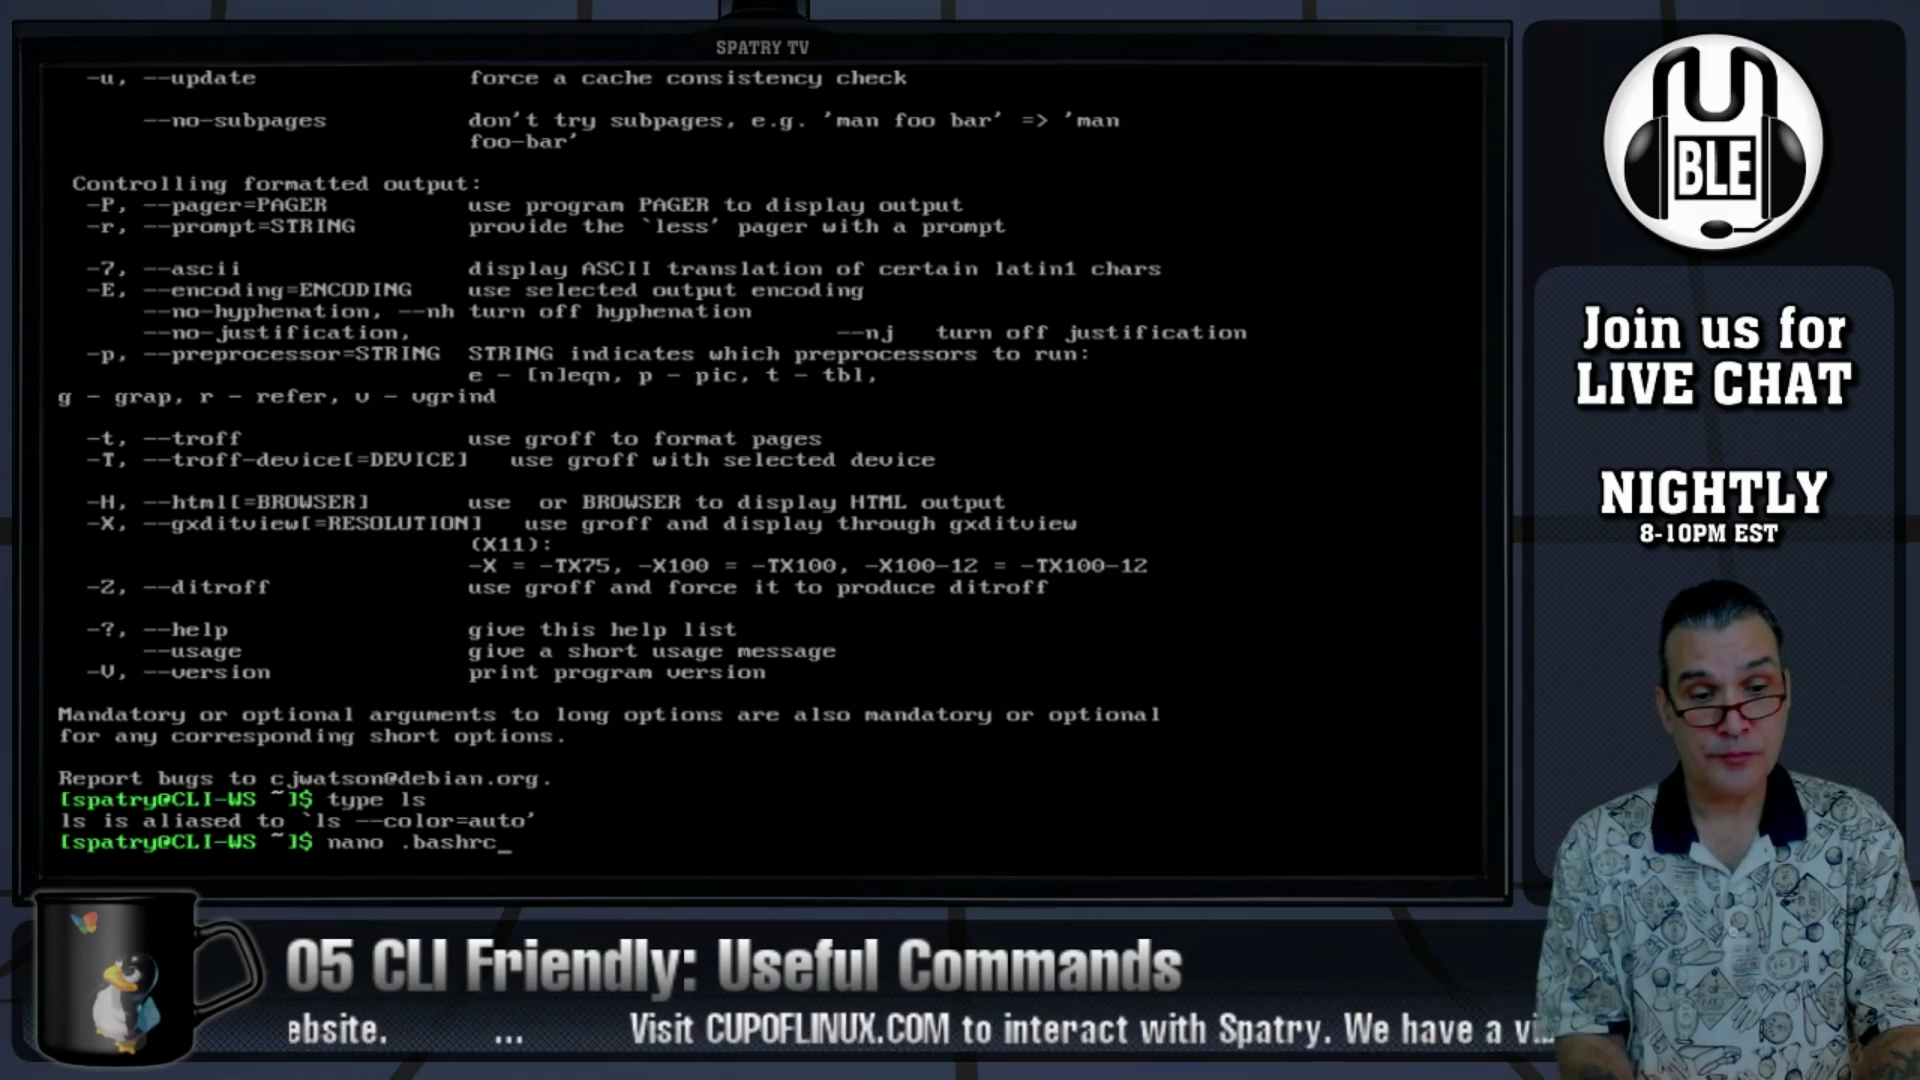 SPATRY TV
-u, --update force a cache consistency check
--no-subpages don't try subpages, e.g. 'man foo bar' => 'man
foo-bar'
Controlling formatted output:
-P, --pager=PAGER use program PAGER to display output
-r, --prompt=STRING provide the `less' pager with a prompt
-7, --ascii display ASCII translation of certain latin1 chars
-E, --encoding=ENCODING use selected output encoding
--no-hyphenation, --nh turn off hyphenation
--no-justification, --nj turn off justification
-p, --preprocessor=STRING STRING indicates which preprocessors to run:
e - [n]eqn, p - pic, t - tbl,
g - grap, r - refer, v - vgrind
-t, --troff use groff to format pages
-T, --troff-device[=DEVICE] use groff with selected device
-H, --html[=BROWSER] use or BROWSER to display HTML output
-X, --gxditview[=RESOLUTION] use groff and display through gxditview
(X11):
-X = -TX75, -X100 = -TX100, -X100-12 = -TX100-12
-Z, --ditroff use groff and force it to produce ditroff
-?, --help give this help list
--usage give a short usage message
-V, --version print program version
Mandatory or optional arguments to long options are also mandatory or optional
for any corresponding short options.
Report bugs to cjwatson@debian.org.
[spatry@CLI-WS ~]$ type ls
ls is aliased to `ls --color=auto'
[spatry@CLI-WS ~]$ nano .bashrc_
U
BLE
Join us for
LIVE CHAT
NIGHTLY
8-10PM EST
05 CLI Friendly: Useful Commands
ebsite. ... Visit CUPOFLINUX.COM to interact with Spatry. We have a vi...